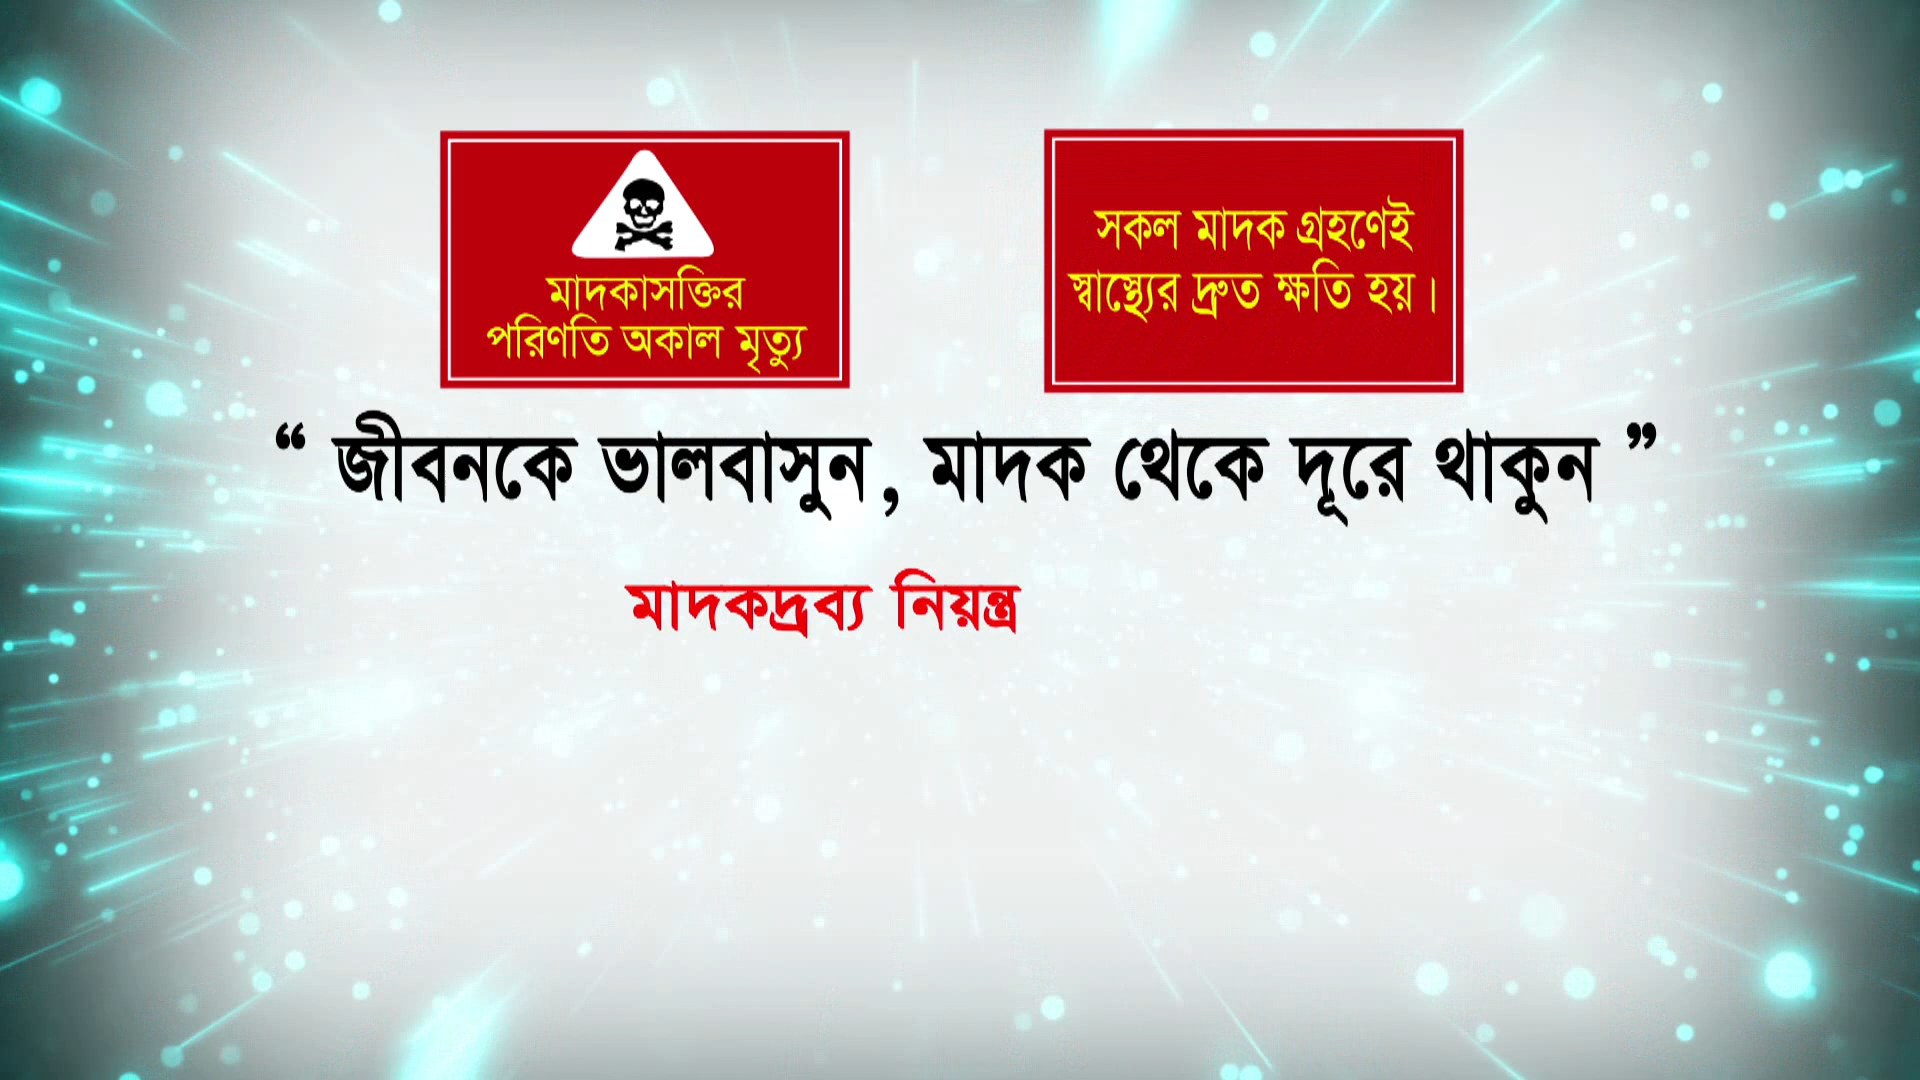 মাদকাসক্তির
পরিণতি অকাল মৃত্যু
সকল মাদক গ্রহণেই
স্বাস্থ্যের দ্রুত ক্ষতি হয়।
“ জীবনকে ভালবাসুন, মাদক থেকে দূরে থাকুন ”
মাদকদ্রব্য নিয়ন্ত্র